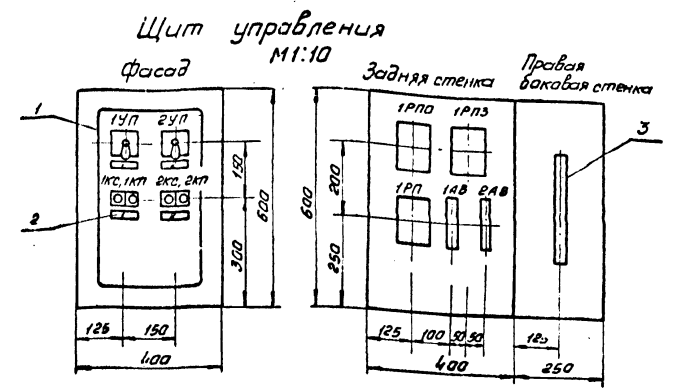 Щит управления
М1:10
Фасад
Задняя стенка
Правая
боковая стенка
1
1УП 2УП
1РПО 1РПЗ
3
150
600
200
600
1кс,1кп 2кс,2кп
1РП 1АВ 2АВ
2
300
250
125 150
125 100 50 50 125
400
400 250